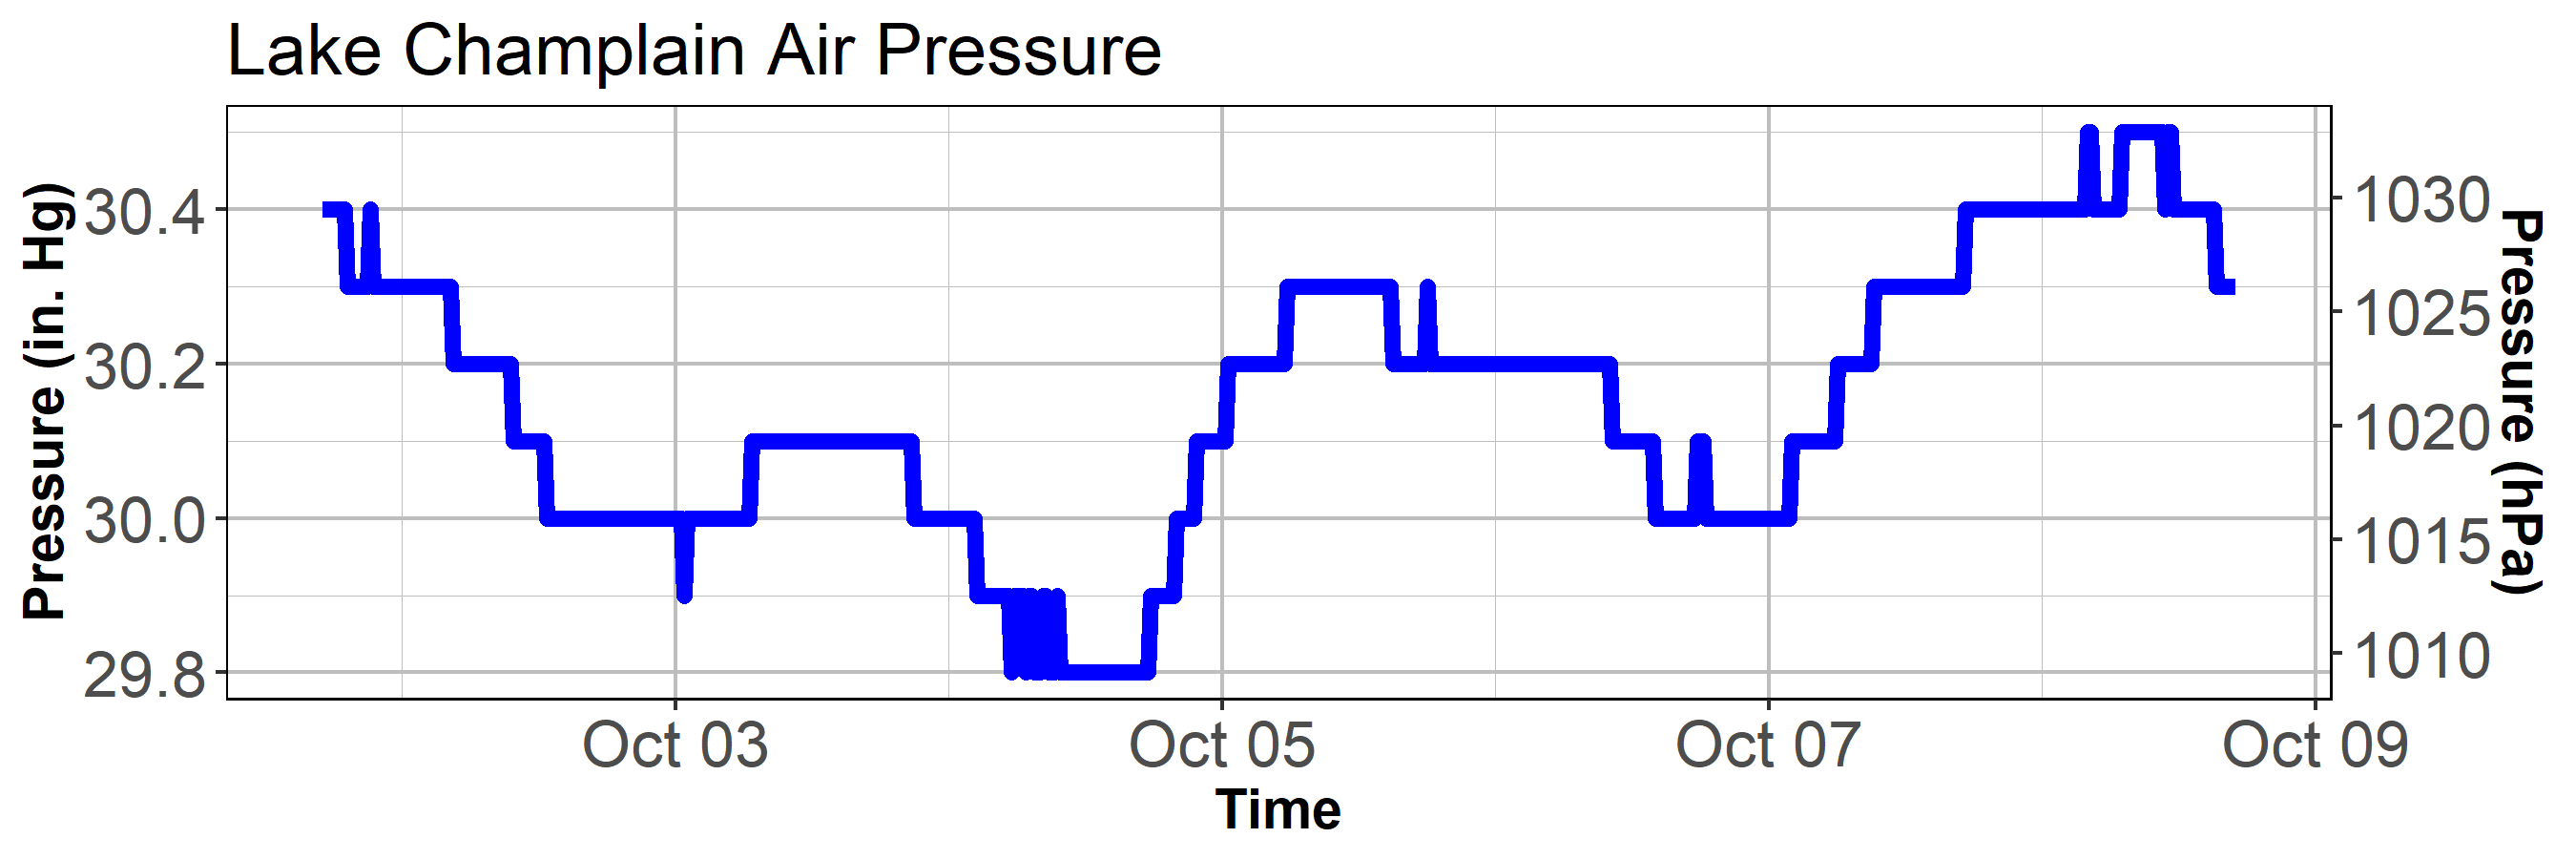 Lake Champlain Air Pressure
Pressure (in. Hg)
30.4
30.2
30.0
29.8
1030
1025
1020
1015
1010
Pressure (hPa)
Oct 03 Oct 05 Oct 07 Oct 09
Time